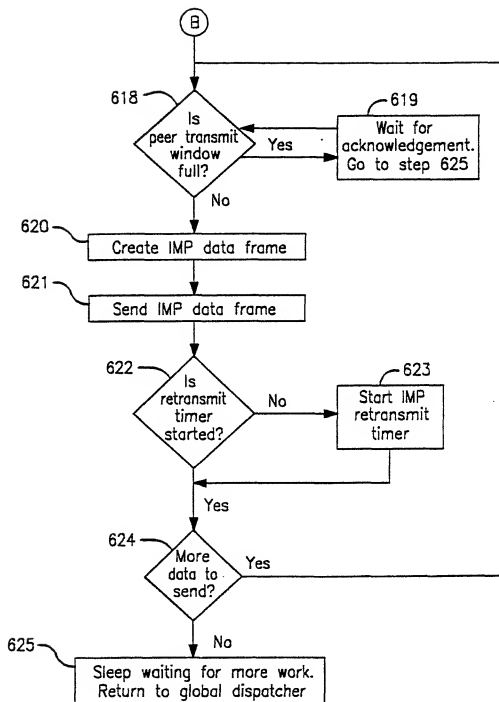 B
618
Is
peer transmit
window
full?
Yes
No
619
Wait for
acknowledgement.
Go to step 625
620
Create IMP data frame
621
Send IMP data frame
622
Is
retransmit
timer
started?
No
Yes
623
Start IMP
retransmit
timer
624
More
data to
send?
Yes
No
625
Sleep waiting for more work.
Return to global dispatcher